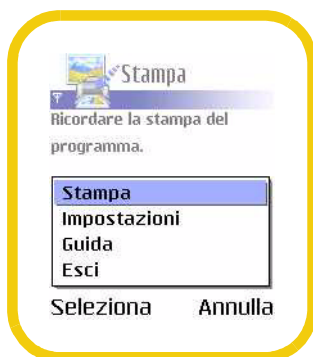 Stampa
Ricordare la stampa del
programma.
Stampa
Impostazioni
Guida
Esci
Seleziona Annulla